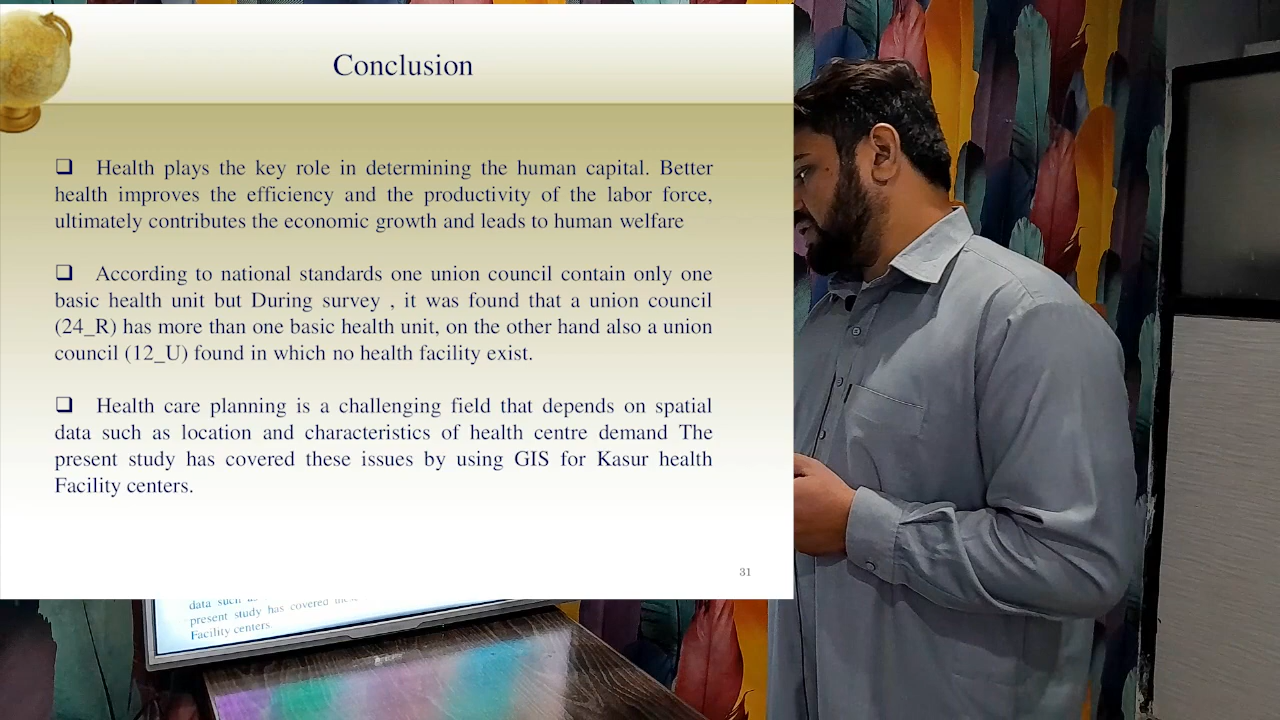 Conclusion
❑ Health plays the key role in determining the human capital. Better
health improves the efficiency and the productivity of the labor force,
ultimately contributes the economic growth and leads to human welfare
❑ According to national standards one union council contain only one
basic health unit but During survey , it was found that a union council
(24_R) has more than one basic health unit, on the other hand also a union
council (12_U) found in which no health facility exist.
❑ Health care planning is a challenging field that depends on spatial
data such as location and characteristics of health centre demand The
present study has covered these issues by using GIS for Kasur health
Facility centers.
31
data such as
present study has covered these
Facility centers.